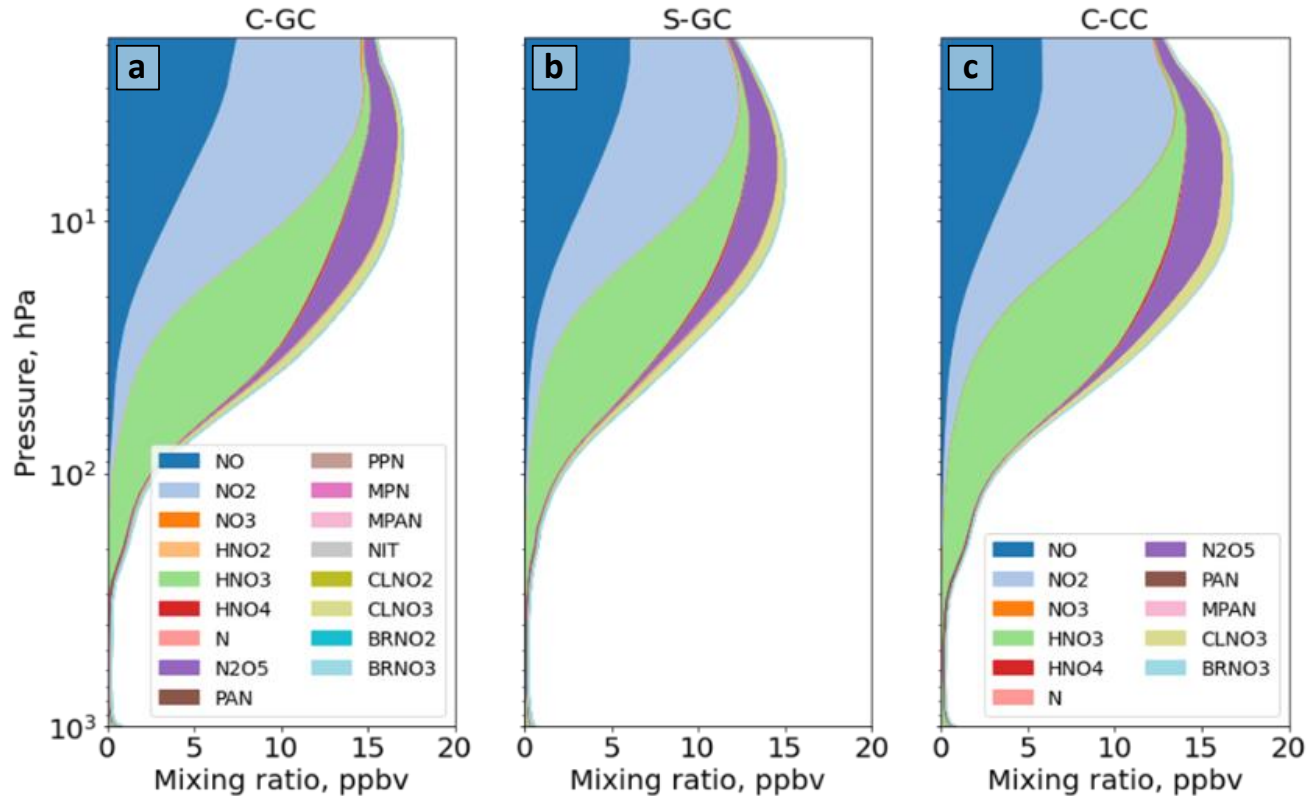 C-GC
S-GC
C-CC
a
b
c
Pressure, hPa
10¹
10²
10³
NO
NO2
NO3
HNO2
HNO3
HNO4
N
N2O5
PAN
PPN
MPN
MPAN
NIT
CLNO2
CLNO3
BRNO2
BRNO3
NO
NO2
NO3
HNO3
HNO4
N
N2O5
PAN
MPAN
CLNO3
BRNO3
0 5 10 15 20
0 5 10 15 20
0 5 10 15 20
Mixing ratio, ppbv
Mixing ratio, ppbv
Mixing ratio, ppbv